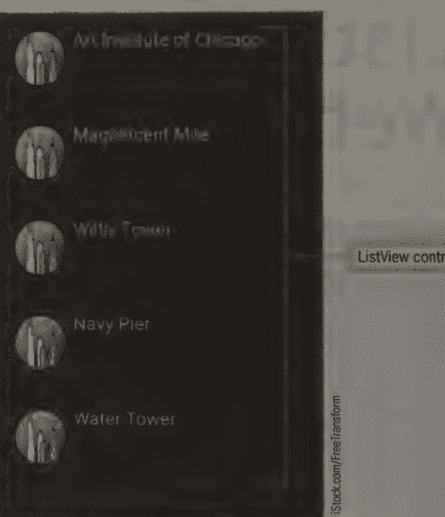 Art Institute of Chicago
Magnificent Mile
Willis Tower
Navy Pier
Water Tower
ListView contr
iStock.com/FreeTransform